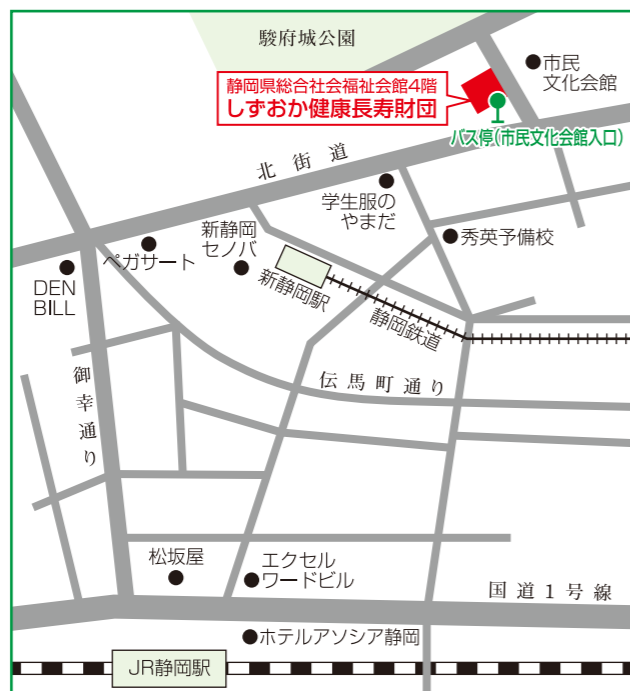 駿府城公園
市民
文化会館
静岡県総合社会福祉会館4階
しずおか健康長寿財団
バス停(市民文化会館入口)
北街道
学生服の
やまだ
新静岡
セノバ
秀英予備校
ペガサート
DEN
BILL
新静岡駅
静岡鉄道
伝馬町通り
御幸通り
松坂屋
エクセル
ワードビル
国道1号線
ホテルアソシア静岡
JR静岡駅